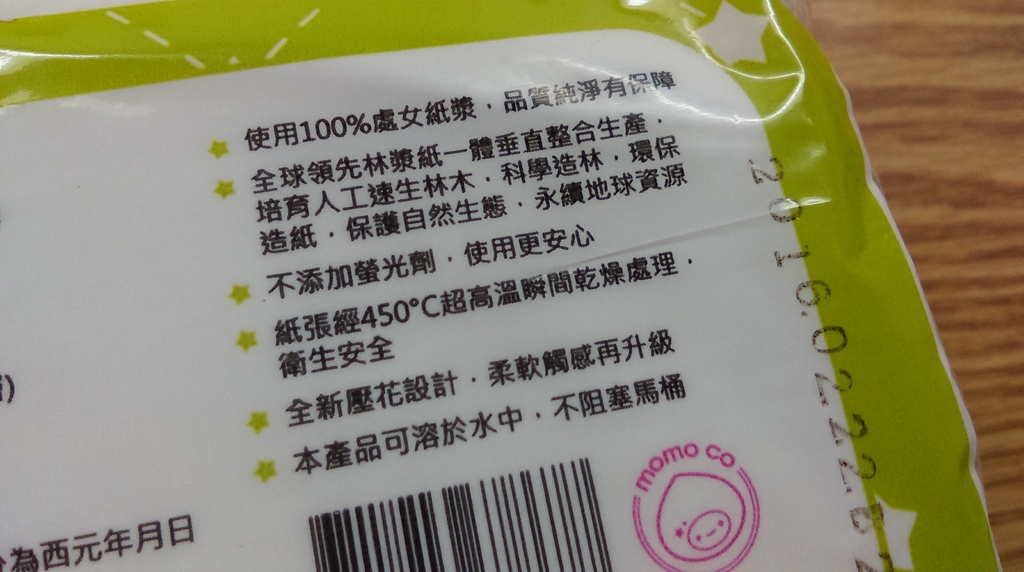 使用100%處女紙漿,品質純淨有保障
全球領先林漿紙一體垂直整合生產,
培育人工速生林木,科學造林,環保
造紙,保護自然生態,永續地球資源
不添加螢光劑,使用更安心
紙張經450°C超高溫瞬間乾燥處理,
衛生安全
全新壓花設計,柔軟觸感再升級
本產品可溶於水中,不阻塞馬桶
momo co
為西元年月日
2016.02.22.B